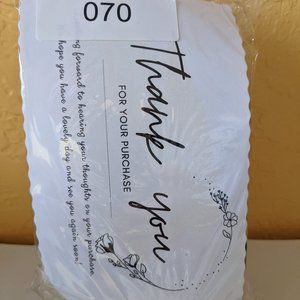 070
Thank you
FOR YOUR PURCHASE
ng forward to hearing your thoughts on your purchase.
hope you have a lovely day and see you again soon!